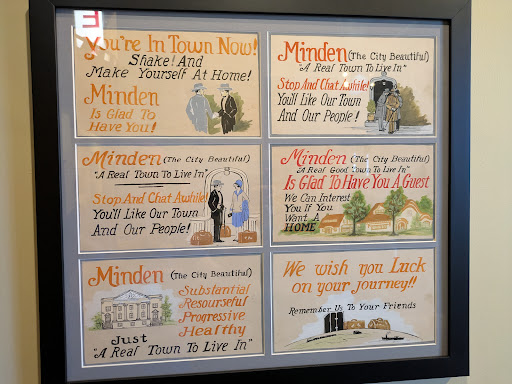 You're In Town Now!
Shake! And
Make Yourself At Home!
Minden
Is Glad To
Have You!
Minden (The City Beautiful)
"A Real Town To Live In"
Stop And Chat Awhile!
You'll Like Our Town
And Our People!
Minden (The City Beautiful)
"A Real Town To Live In"
Stop And Chat Awhile!
You'll Like Our Town
And Our People!
Minden (The City Beautiful)
"A Real Good Town To Live In"
Is Glad To Have You A Guest
We Can Interest
You If You
Want A
HOME
Minden (The City Beautiful)
Substantial
Resourseful
Progressive
Healthy
Just
"A Real Town To Live In"
We wish you Luck
on your journey!!
Remember Us To Your Friends